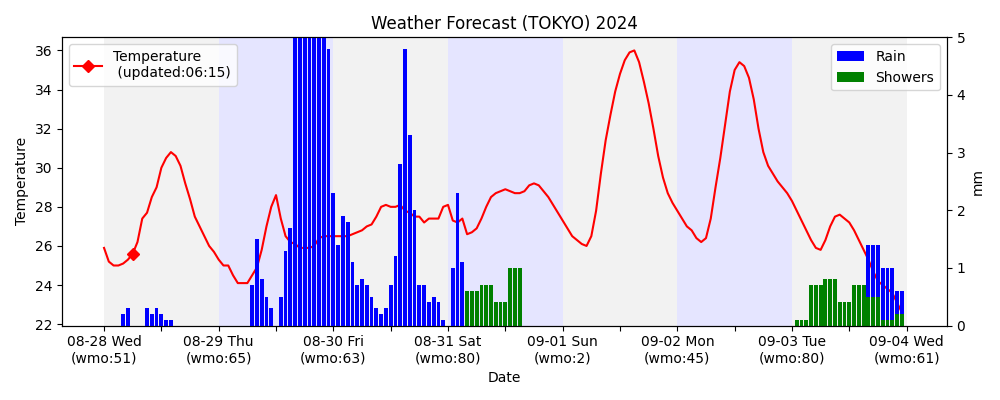 Weather Forecast (TOKYO) 2024
Temperature
(updated:06:15)
Rain
Showers
Temperature
36
34
32
30
28
26
24
22
5
4
3
2
1
0
mm
08-28 Wed
(wmo:51)
08-29 Thu
(wmo:65)
08-30 Fri
(wmo:63)
08-31 Sat
(wmo:80)
09-01 Sun
(wmo:2)
09-02 Mon
(wmo:45)
09-03 Tue
(wmo:80)
09-04 Wed
(wmo:61)
Date